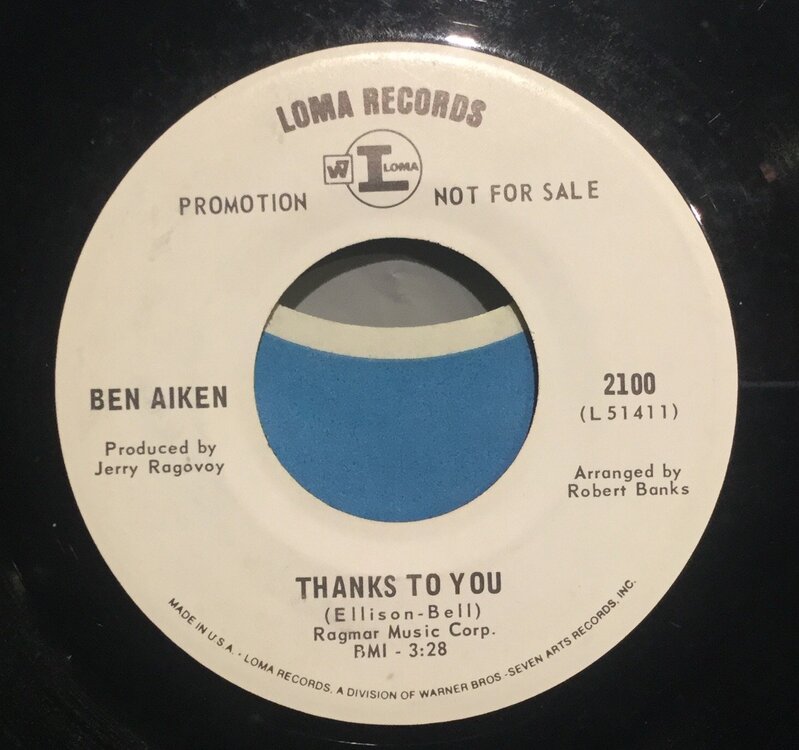 LOMA RECORDS
W7 L LOMA
PROMOTION NOT FOR SALE
BEN AIKEN
Produced by
Jerry Ragovoy
2100
(L 51411)
Arranged by
Robert Banks
THANKS TO YOU
(Ellison-Bell)
Ragmar Music Corp.
BMI - 3:28
MADE IN U.S.A. · LOMA RECORDS, A DIVISION OF WARNER BROS.-SEVEN ARTS RECORDS, INC.